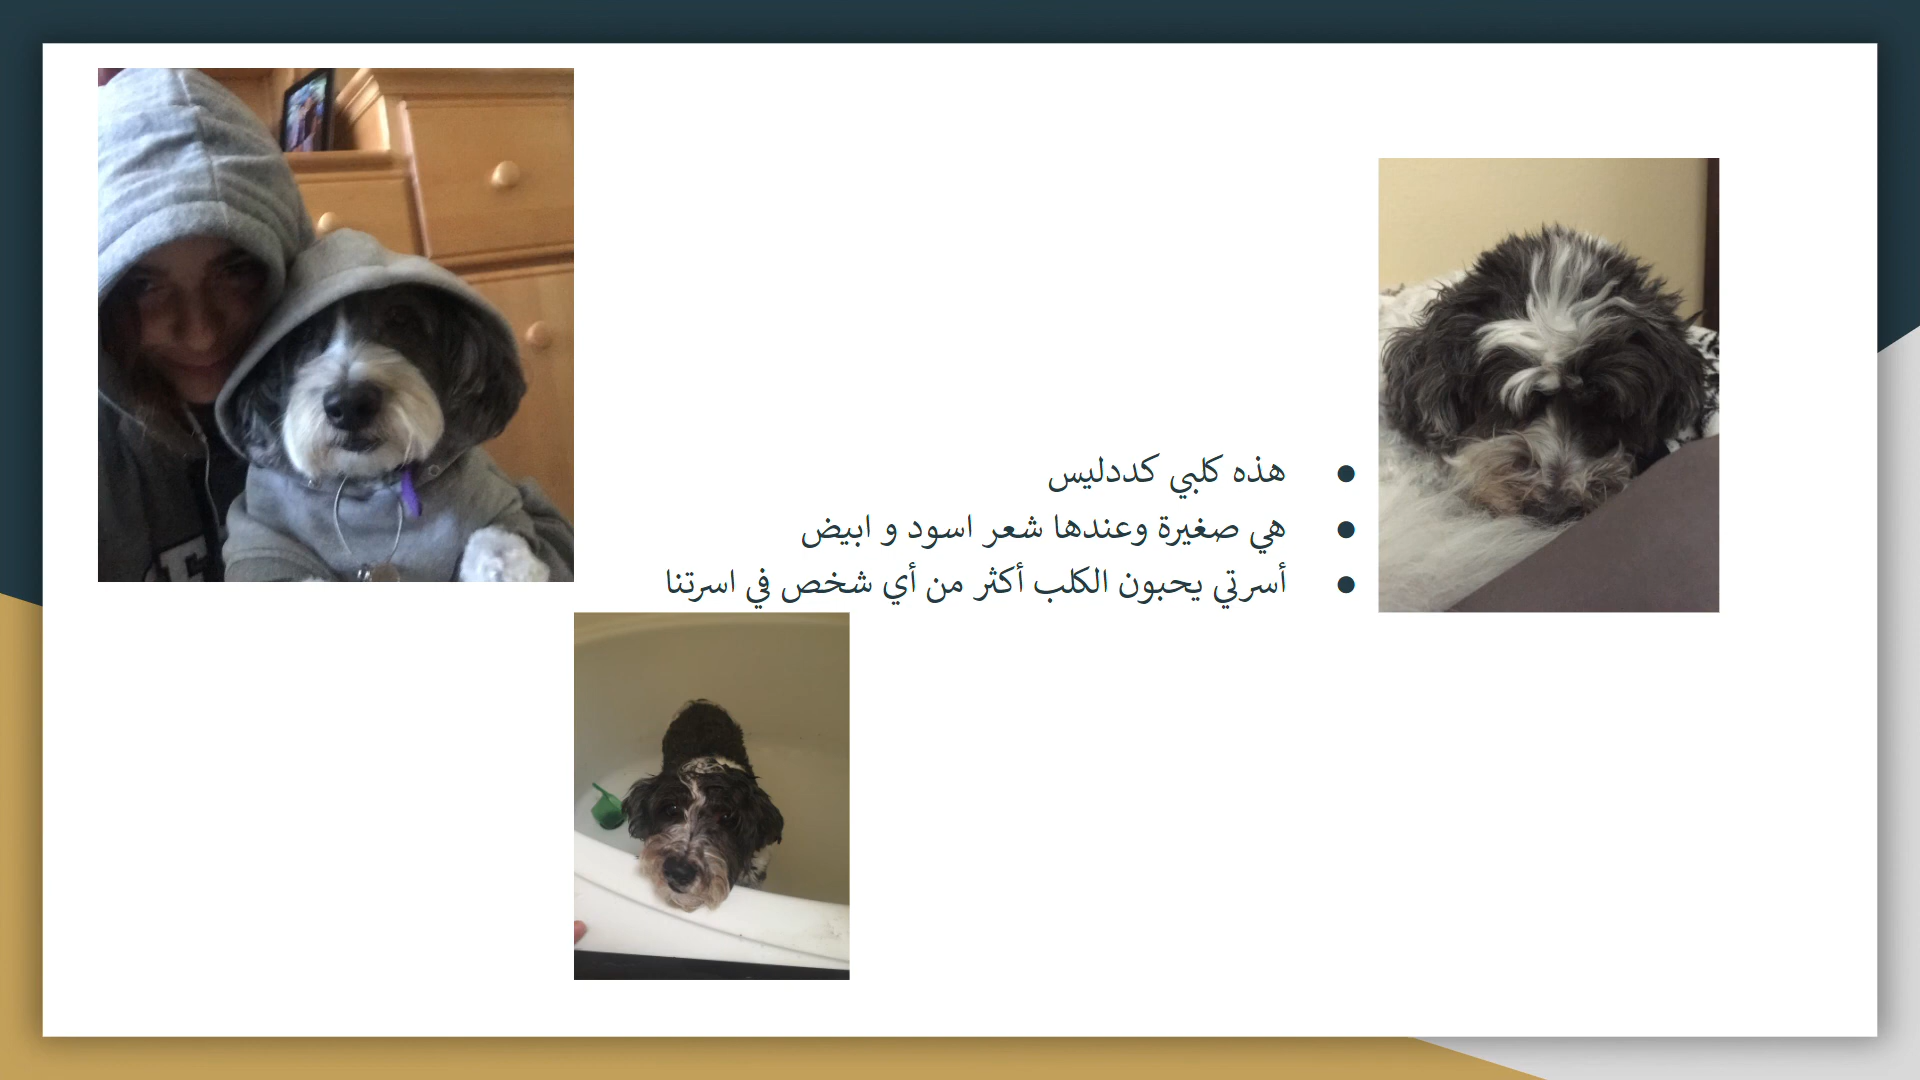 هذه كلبي كددليس
هي صغيرة وعندها شعر اسود و ابيض
أسرتي يحبون الكلب أكثر من أي شخص في اسرتنا